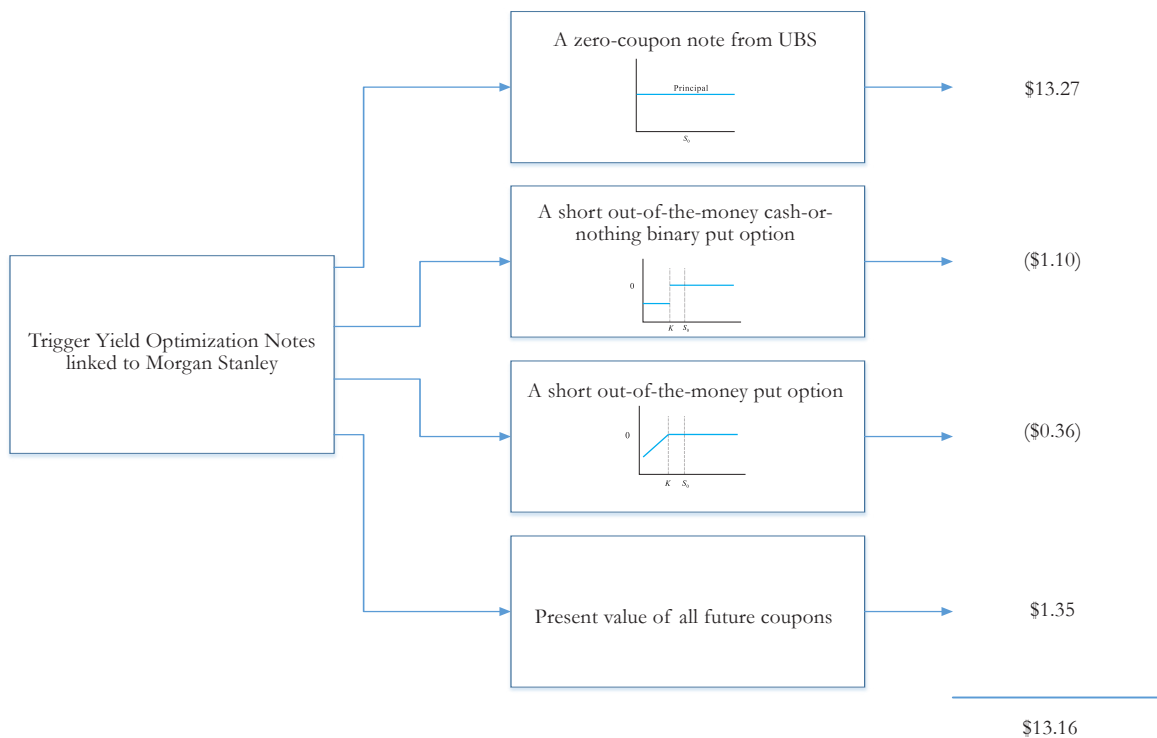 A zero-coupon note from UBS
Principal
S0
$13.27
A short out-of-the-money cash-or-
nothing binary put option
0
K S0
($1.10)
Trigger Yield Optimization Notes
linked to Morgan Stanley
A short out-of-the-money put option
0
K S0
($0.36)
Present value of all future coupons
$1.35
$13.16